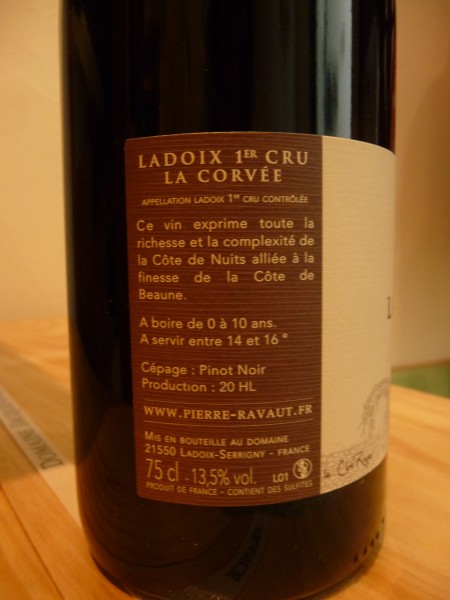 LADOIX 1ER CRU
LA CORVÉE
APPELLATION LADOIX 1ER CRU CONTRÔLÉE
Ce vin exprime toute la
richesse et la complexité de
la Côte de Nuits alliée à la
finesse de la Côte de
Beaune.
A boire de 0 à 10 ans.
A servir entre 14 et 16 °
Cépage : Pinot Noir
Production : 20 HL
WWW.PIERRE-RAVAUT.FR
MIS EN BOUTEILLE AU DOMAINE
21550 LADOIX-SERRIGNY - FRANCE
75 cl - 13,5% vol. L01
PRODUIT DE FRANCE - CONTIENT DES SULFITES
L
DOMAINE